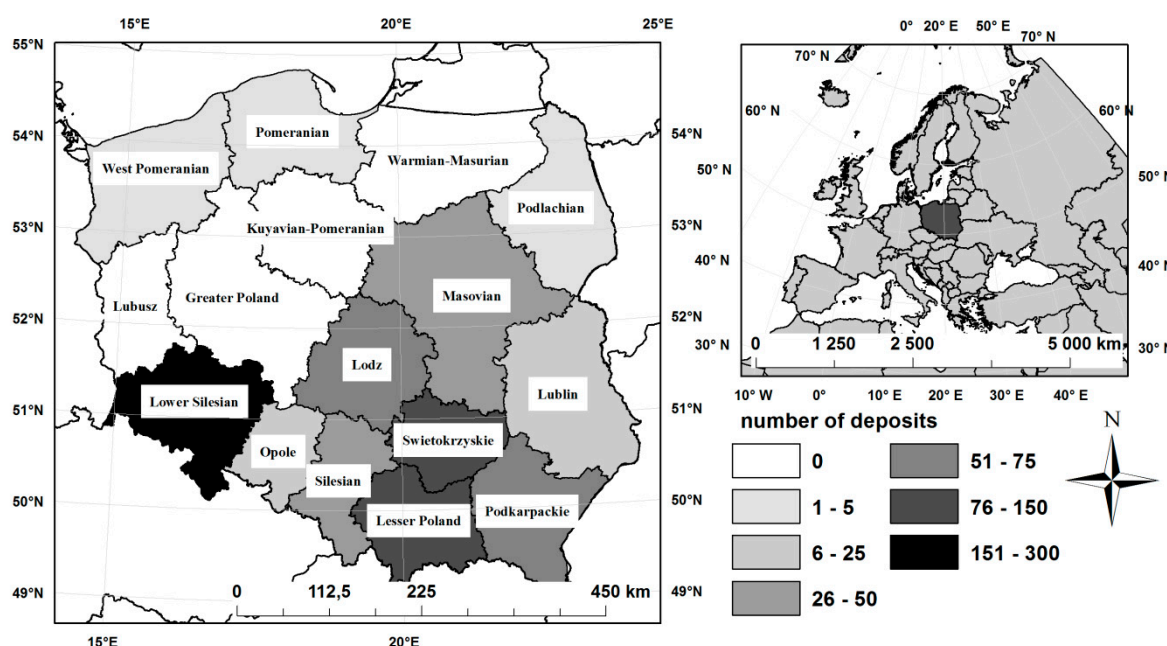 15°E 20°E 25°E
55°N
54°N
53°N
52°N
51°N
50°N
49°N
Pomeranian
West Pomeranian
Warmian-Masurian
Podlachian
Kuyavian-Pomeranian
Masovian
Greater Poland
Lubusz
Lodz
Lower Silesian
Lublin
Swietokrzyskie
Opole
Silesian
Lesser Poland
Podkarpackie
0 112,5 225 450 km
54°N
53°N
52°N
51°N
50°N
49°N
15°E 20°E
0° 20° E 50° E
70° N 70° N
60° N 60° N
50° N 50° N
40° N 40° N
30° N 30° N
0 1 250 2 500 5 000 km
10° W 0° 10° E 20° E 30° E 40° E
number of deposits
0
1 - 5
6 - 25
26 - 50
51 - 75
76 - 150
151 - 300
N